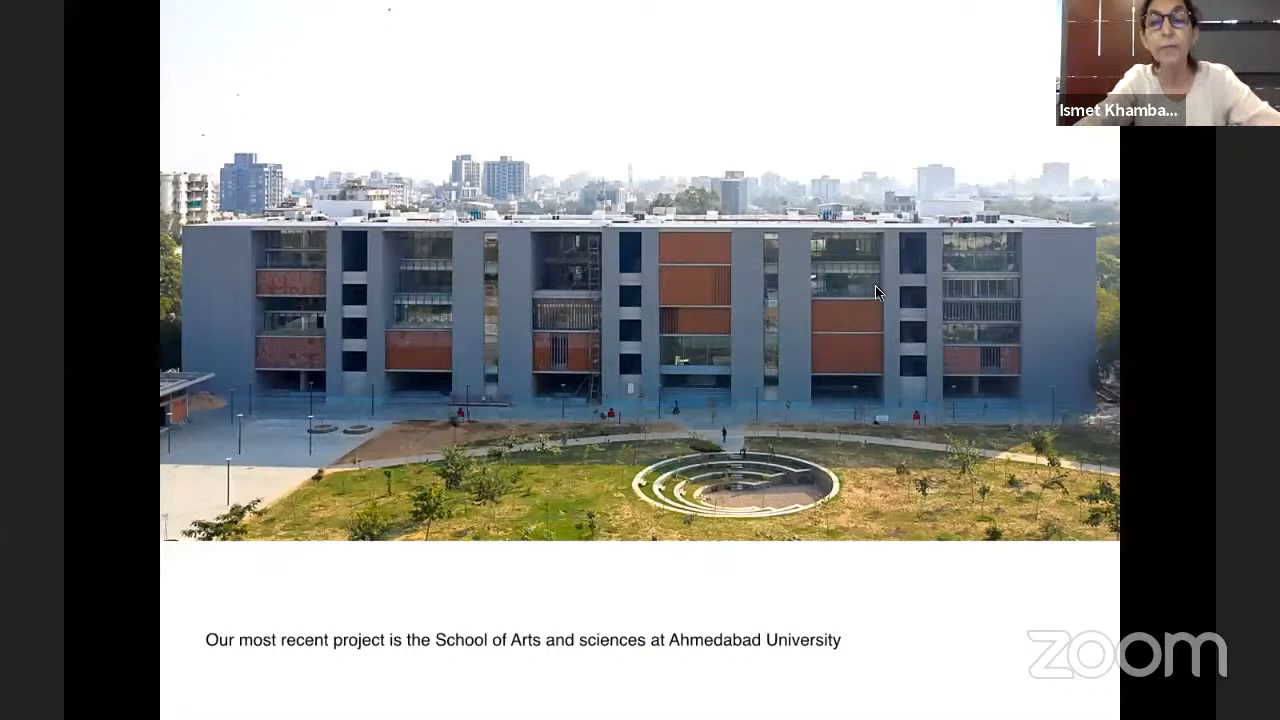 Ismet Khamba...
Our most recent project is the School of Arts and sciences at Ahmedabad University
zoom